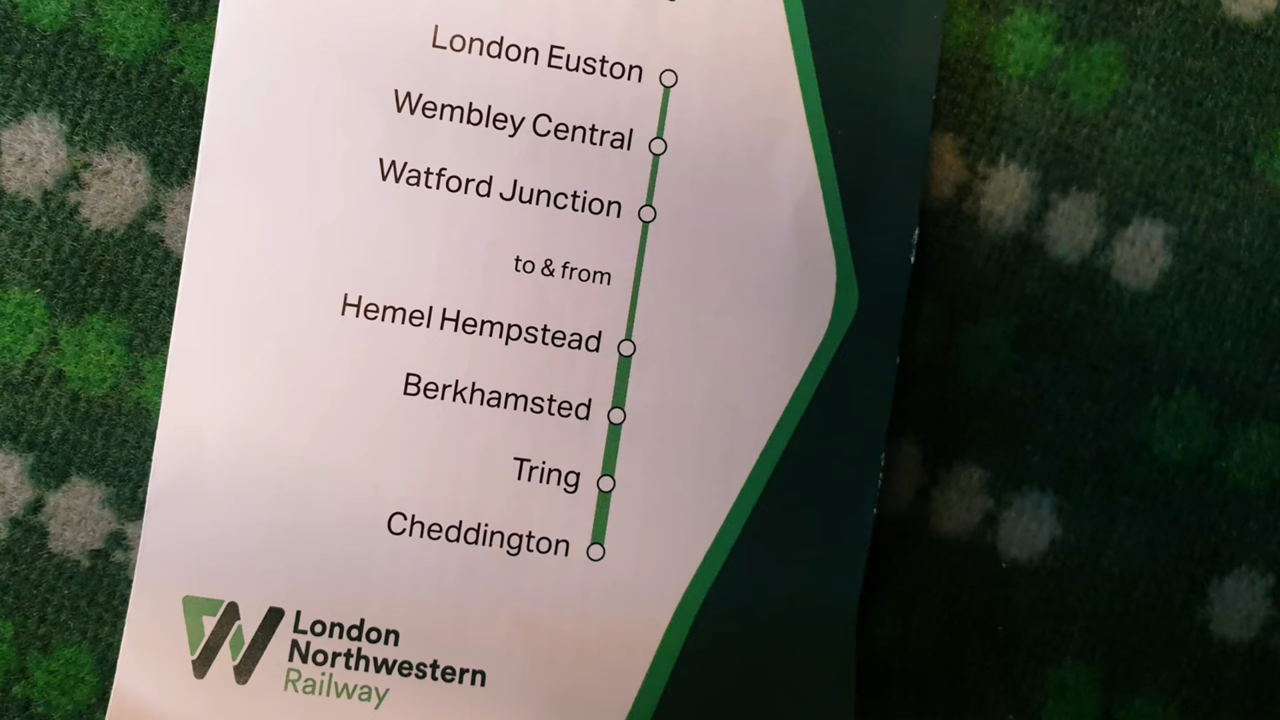 London Euston
Wembley Central
Watford Junction
to & from
Hemel Hempstead
Berkhamsted
Tring
Cheddington
London
Northwestern
Railway